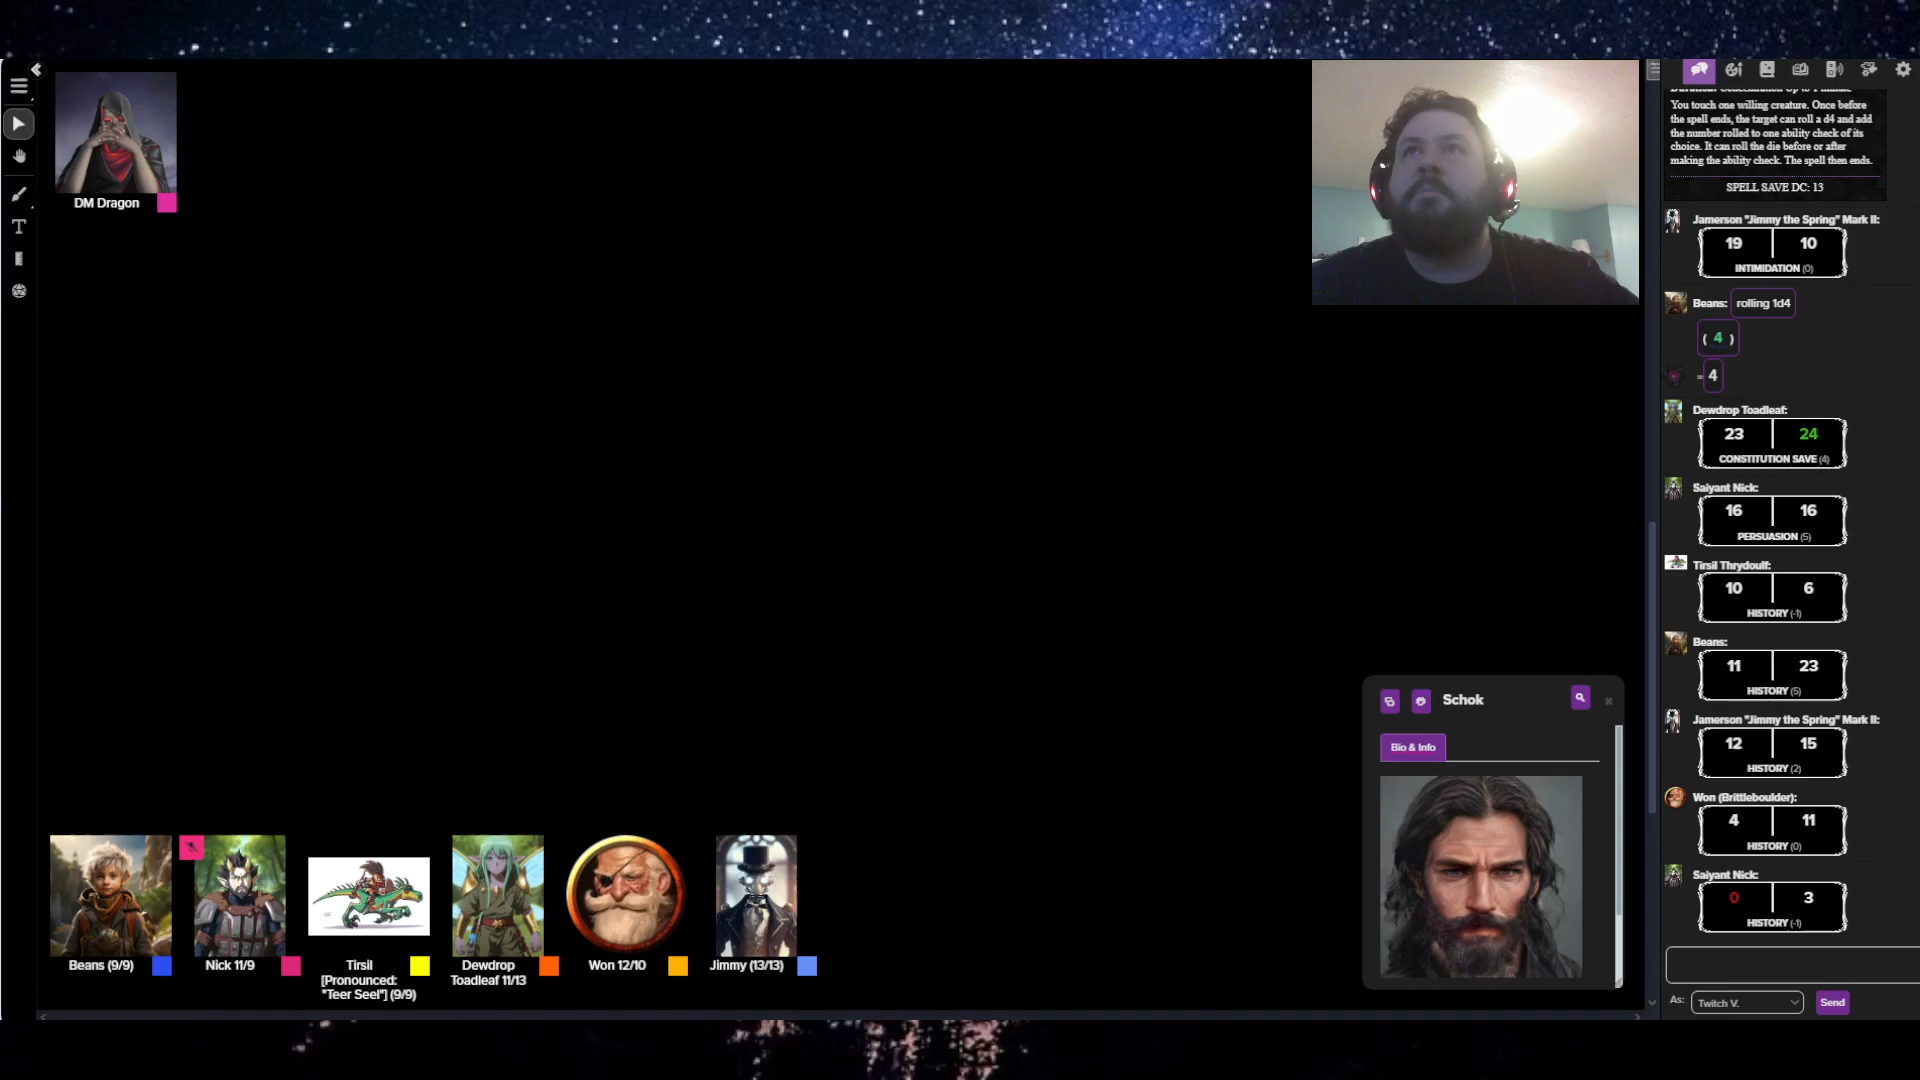 DM Dragon
Duration: Concentration Up to 1 minute
You touch one willing creature. Once before
the spell ends, the target can roll a d4 and add
the number rolled to one ability check of its
choice. It can roll the die before or after
making the ability check. The spell then ends.
SPELL SAVE DC: 13
Jamerson "Jimmy the Spring" Mark II:
19 10
INTIMIDATION (0)
Beans: rolling 1d4
( 4 )
=4
Dewdrop Toadleaf:
23 24
CONSTITUTION SAVE (4)
Saiyant Nick:
16 16
PERSUASION (5)
Tirsil Thrydoulf:
10 6
HISTORY (-1)
Beans:
11 23
HISTORY (5)
Jamerson "Jimmy the Spring" Mark II:
12 15
HISTORY (2)
Won (Brittleboulder):
4 11
HISTORY (0)
Saiyant Nick:
0 3
HISTORY (-1)
As: Twitch V. Send
Schok
Bio & Info
Beans (9/9)
Nick 11/9
Tirsil
[Pronounced:
"Teer Seel"] (9/9)
Dewdrop
Toadleaf 11/13
Won 12/10
Jimmy (13/13)